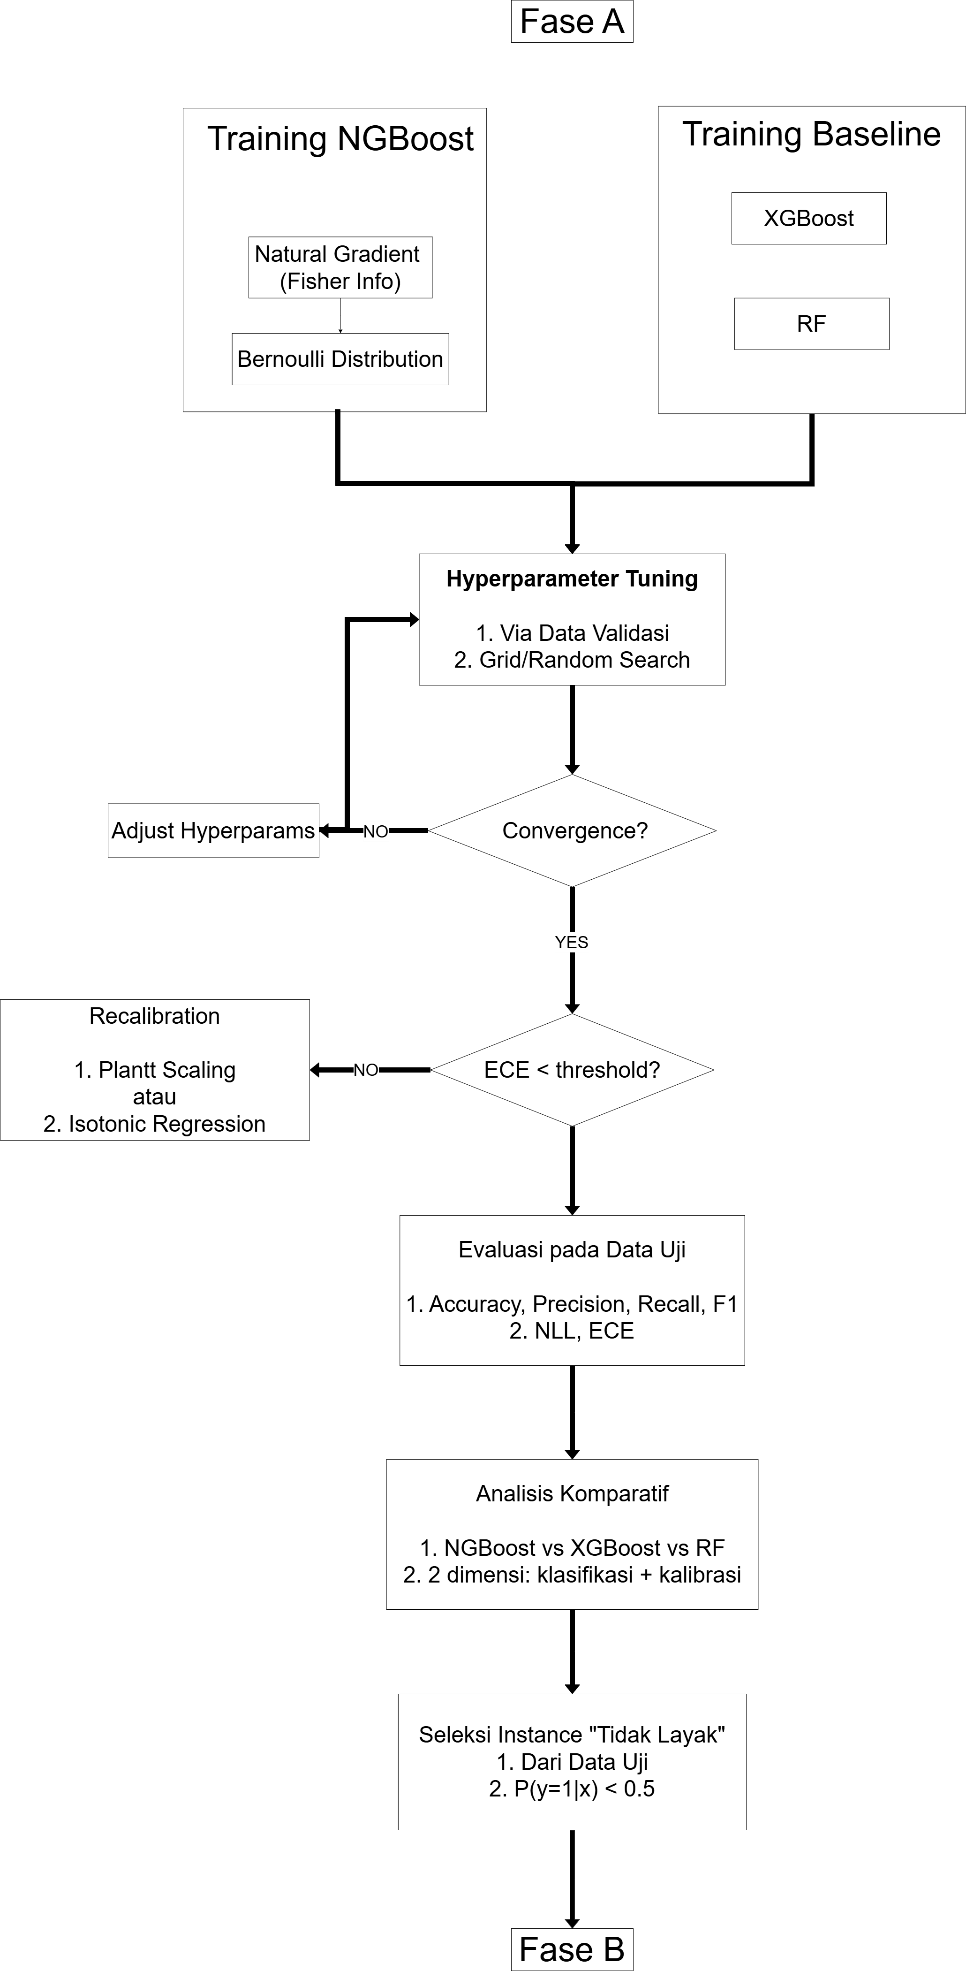 Fase A
Training NGBoost
Natural Gradient
(Fisher Info)
Bernoulli Distribution
Training Baseline
XGBoost
RF
Hyperparameter Tuning
1. Via Data Validasi
2. Grid/Random Search
Convergence?
NO
Adjust Hyperparams
YES
ECE < threshold?
NO
Recalibration
1. Plantt Scaling
atau
2. Isotonic Regression
Evaluasi pada Data Uji
1. Accuracy, Precision, Recall, F1
2. NLL, ECE
Analisis Komparatif
1. NGBoost vs XGBoost vs RF
2. 2 dimensi: klasifikasi + kalibrasi
Seleksi Instance "Tidak Layak"
1. Dari Data Uji
2. P(y=1|x) < 0.5
Fase B